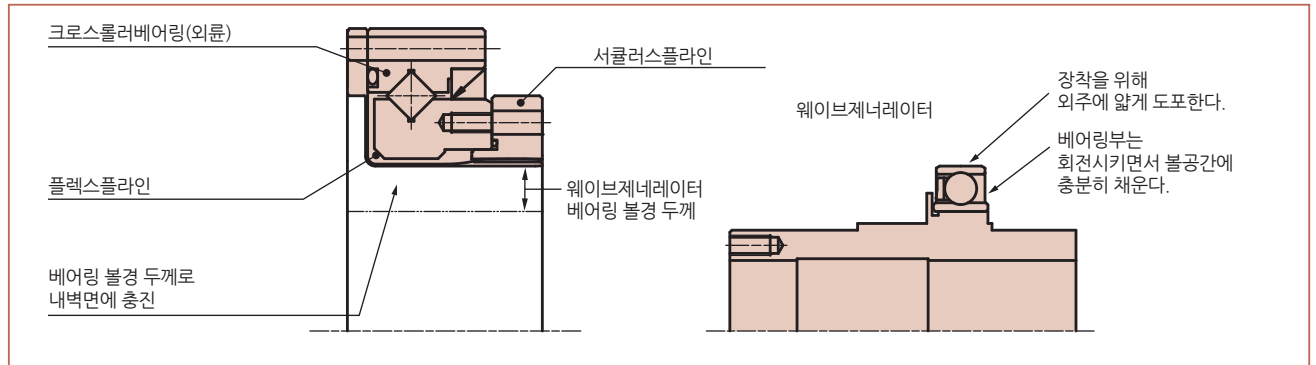 크로스롤러베어링(외륜)
서큘러스플라인
플렉스플라인
웨이브제네레이터
베어링 볼경 두께
베어링 볼경 두께로
내벽면에 충진
웨이브제너레이터
장착을 위해
외주에 얇게 도포한다.
베어링부는
회전시키면서 볼공간에
충분히 채운다.